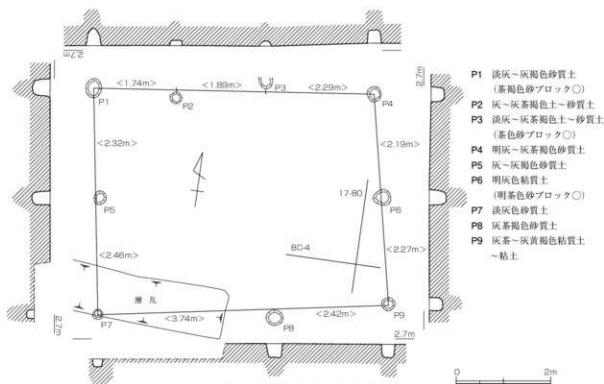 2.7m
2.7m
<1.74m>
<1.89m>
<2.29m>
P1
P2
P3
P4
<2.32m>
<2.19m>
17-80
P5
P6
<2.46m>
<2.27m>
BC-4
攪乱
P7
<3.74m>
P8
<2.42m>
P9
2.7m
2.7m
P1 淡灰~灰褐色砂質土
(茶褐色砂ブロック○)
P2 灰~灰茶褐色土~砂質土
P3 淡灰~灰茶褐色土~砂質土
(茶色砂ブロック○)
P4 明灰~灰茶褐色砂質土
P5 灰~灰褐色砂質土
P6 明灰色粘質土
(明茶色砂ブロック○)
P7 淡灰色砂質土
P8 灰茶褐色砂質土
P9 灰茶~灰黄褐色粘質土
~粘土
0 2m